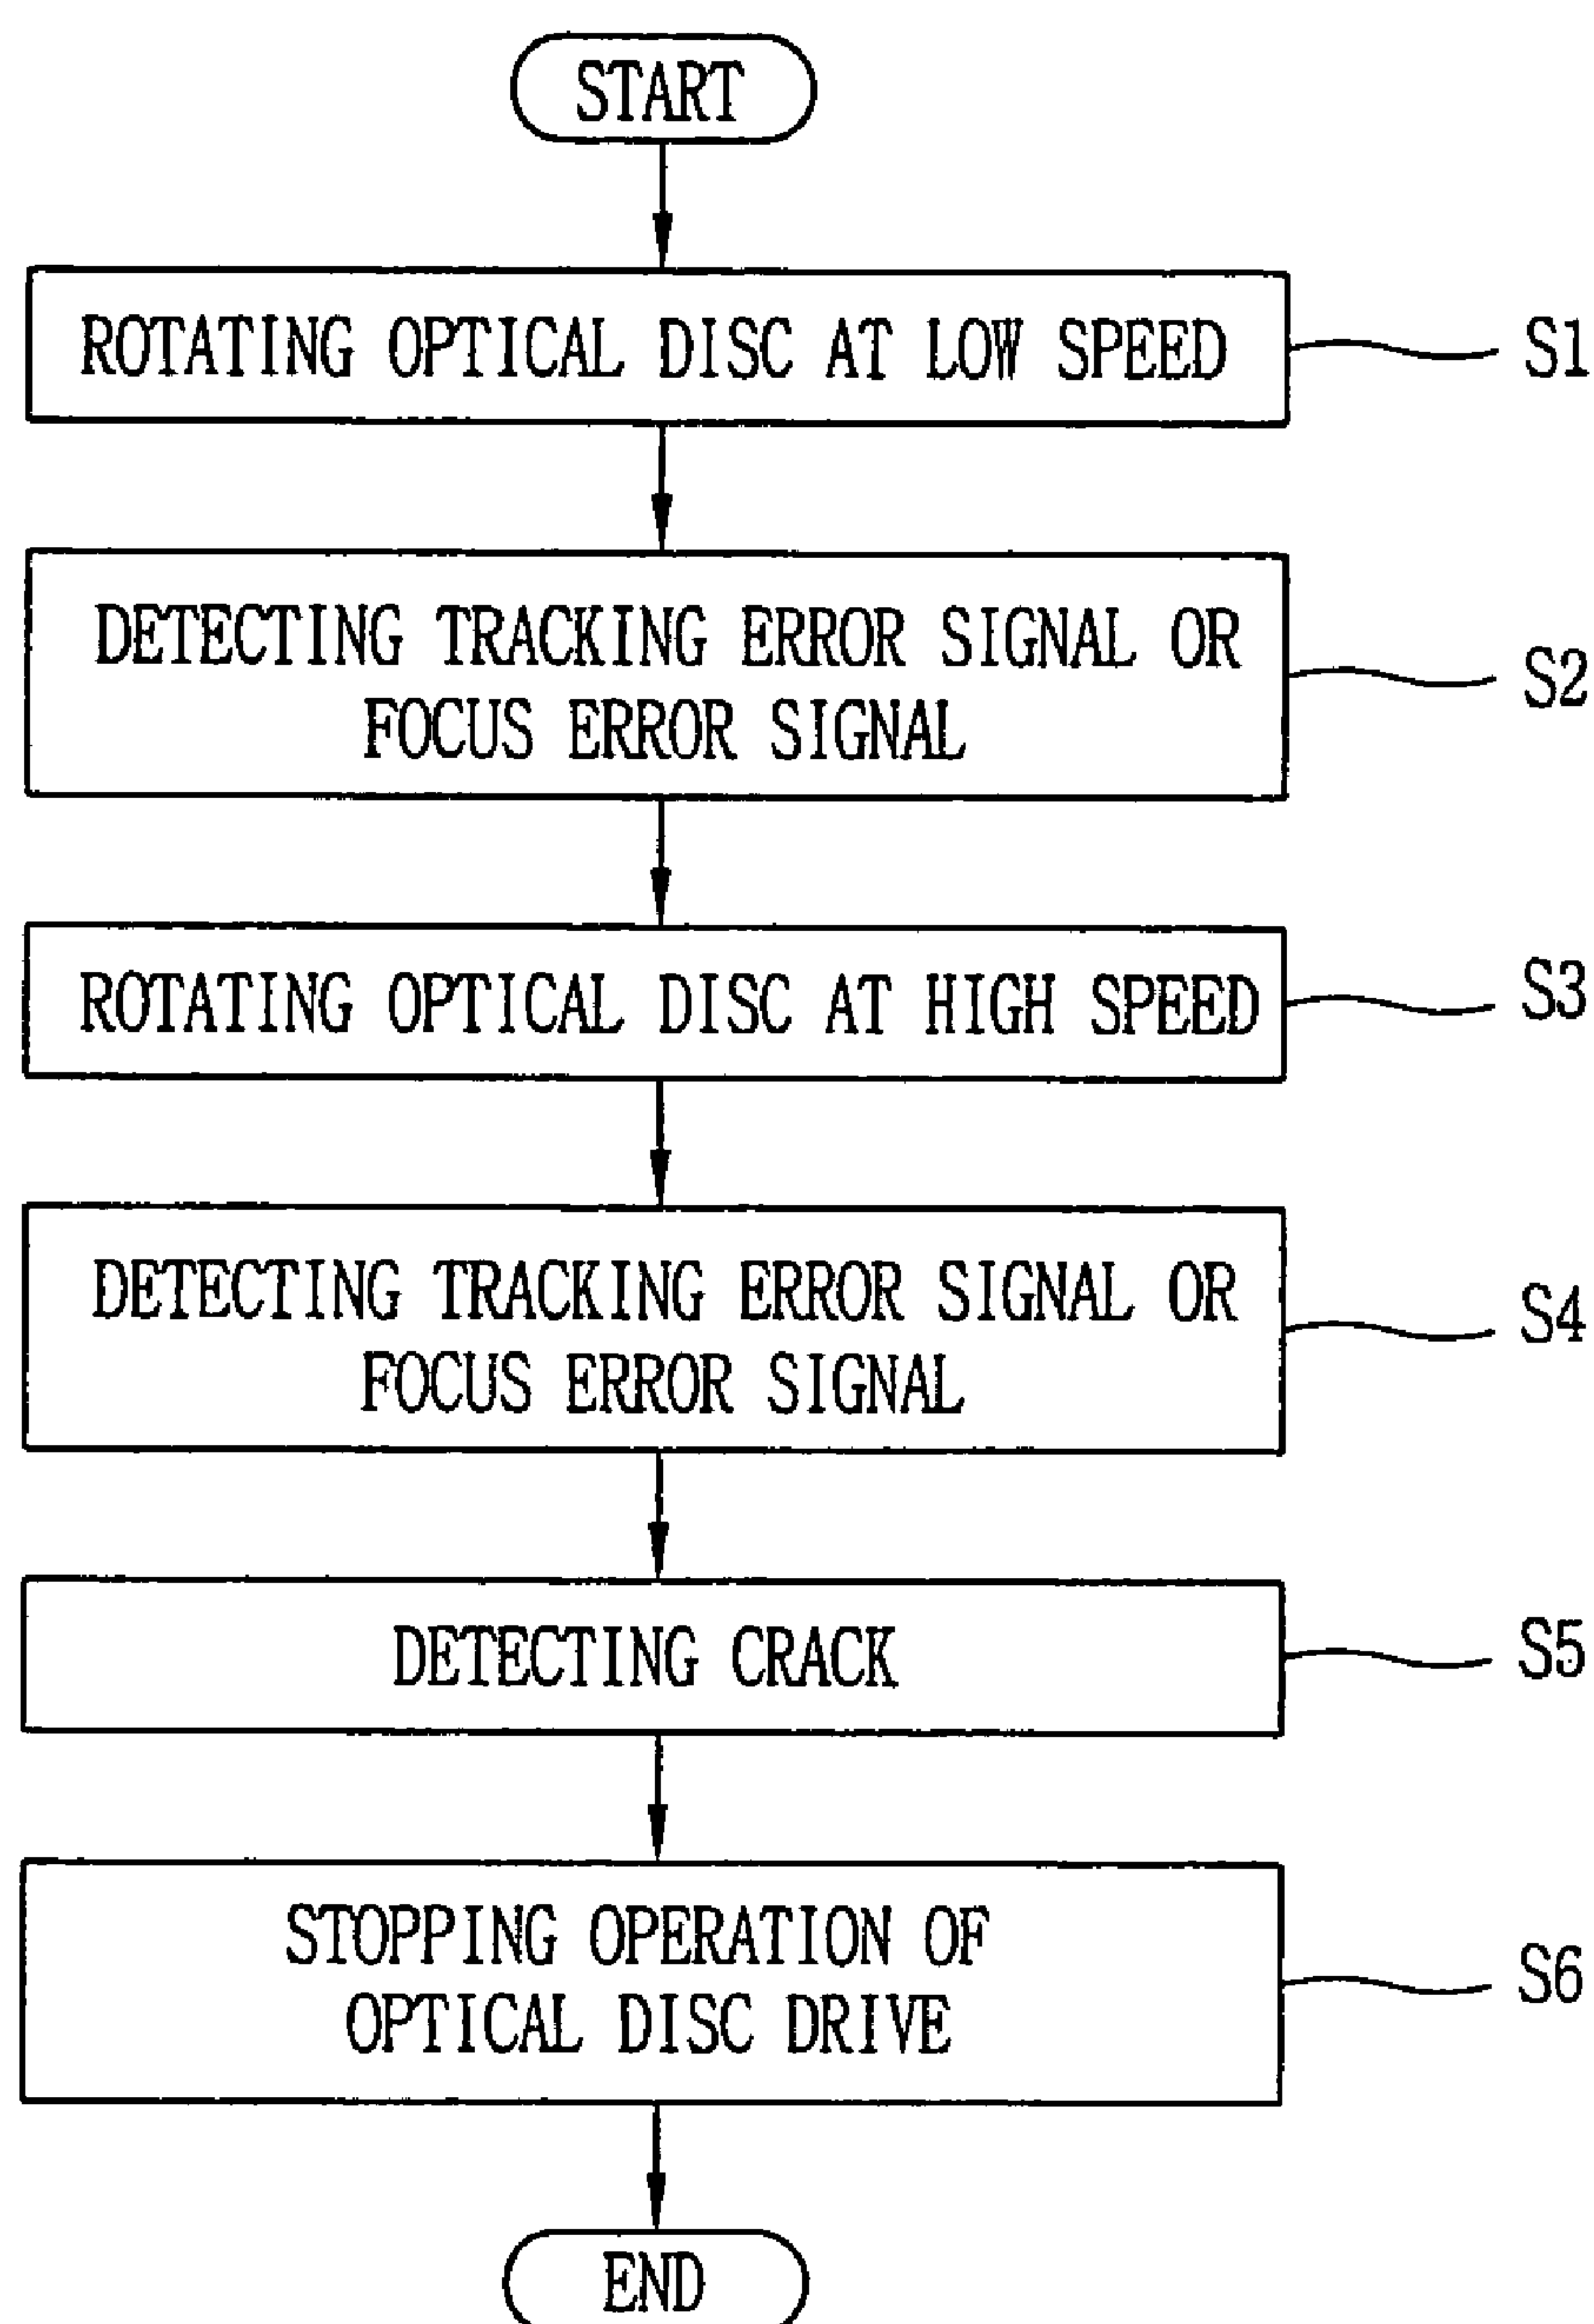 START
ROTATING OPTICAL DISC AT LOW SPEED
S1
DETECTING TRACKING ERROR SIGNAL OR
FOCUS ERROR SIGNAL
S2
ROTATING OPTICAL DISC AT HIGH SPEED
S3
DETECTING TRACKING ERROR SIGNAL OR
FOCUS ERROR SIGNAL
S4
DETECTING CRACK
S5
STOPPING OPERATION OF
OPTICAL DISC DRIVE
S6
END